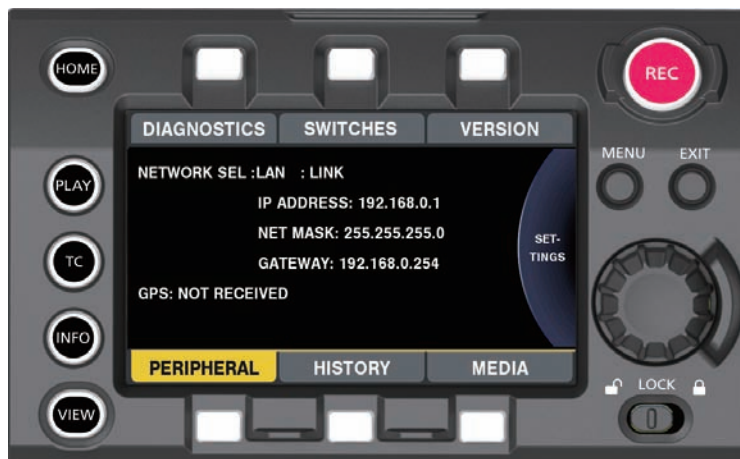 HOME
REC
DIAGNOSTICS SWITCHES VERSION
MENU EXIT
NETWORK SEL :LAN : LINK
PLAY
IP ADDRESS: 192.168.0.1
NET MASK: 255.255.255.0
SET-
TINGS
TC
GATEWAY: 192.168.0.254
GPS: NOT RECEIVED
INFO
PERIPHERAL HISTORY MEDIA
LOCK
VIEW